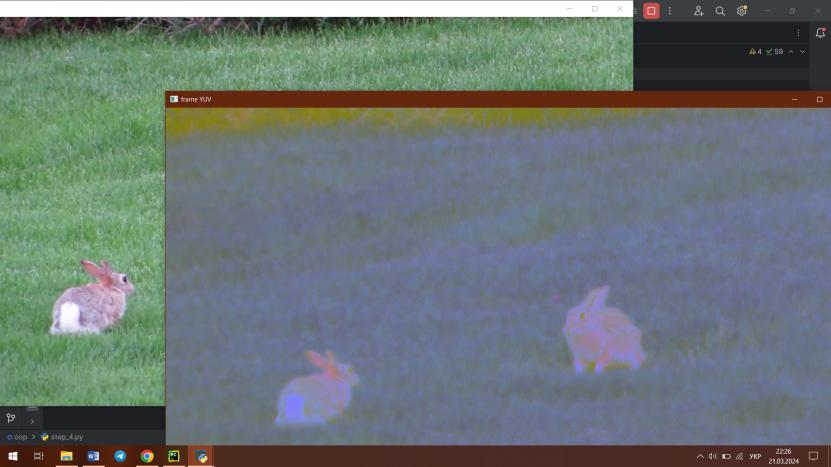 4 59
frame YUV
oop > step_4.py
УКР
22:26
21.03.2024